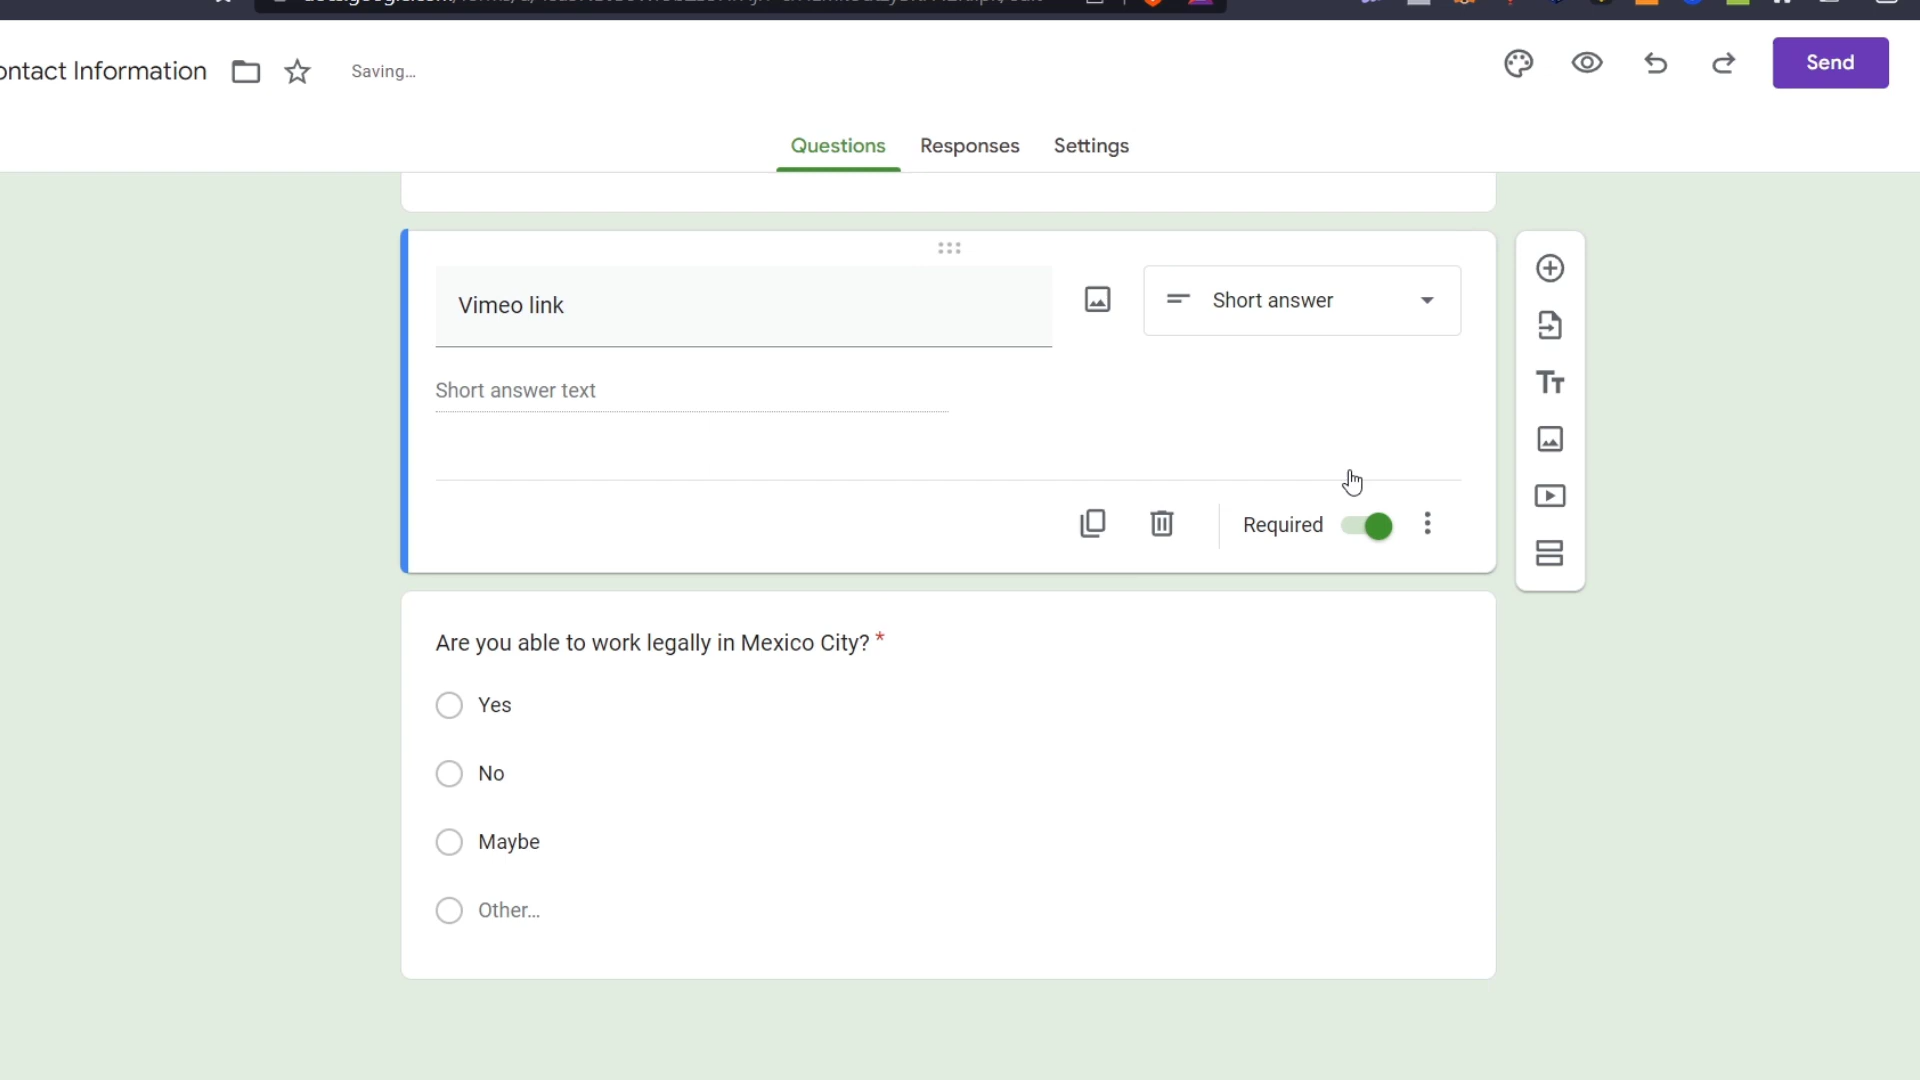 ontact Information
Saving...
Send
Questions Responses Settings
Vimeo link
Short answer
Short answer text
Required
Are you able to work legally in Mexico City? *
Yes
No
Maybe
Other...